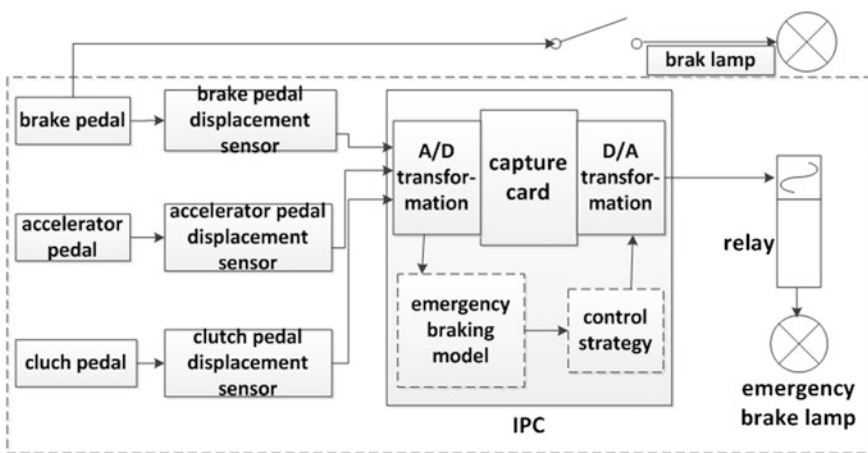 brak lamp
brake pedal
brake pedal
displacement
sensor
A/D
transfor-
mation
capture
card
D/A
transfor-
mation
accelerator
pedal
accelerator pedal
displacement
sensor
relay
emergency
braking
model
control
strategy
cluch pedal
clutch pedal
displacement
sensor
emergency
brake lamp
IPC